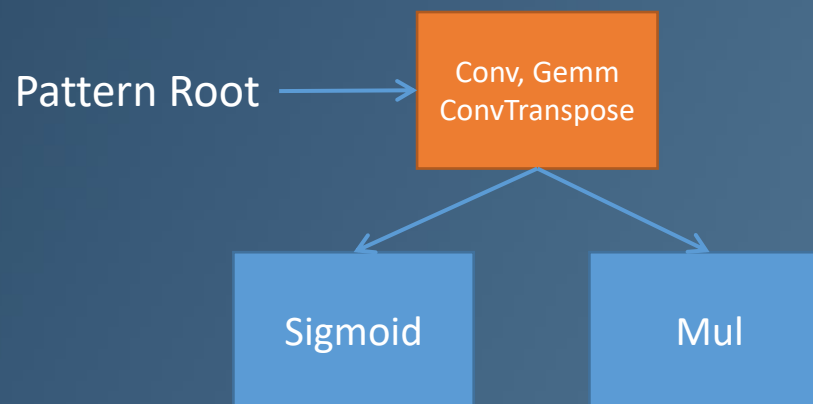 Pattern Root
Conv, Gemm
ConvTranspose
Sigmoid
Mul